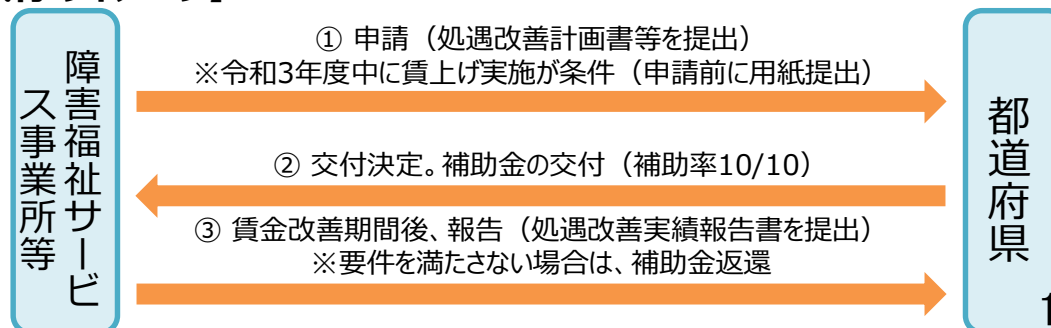 障害福祉サービ
ス事業所等
① 申請（処遇改善計画書等を提出）
※令和3年度中に賃上げ実施が条件（申請前に用紙提出）
② 交付決定。補助金の交付（補助率10/10）
③ 賃金改善期間後、報告（処遇改善実績報告書を提出）
※要件を満たさない場合は、補助金返還
都道府県
1